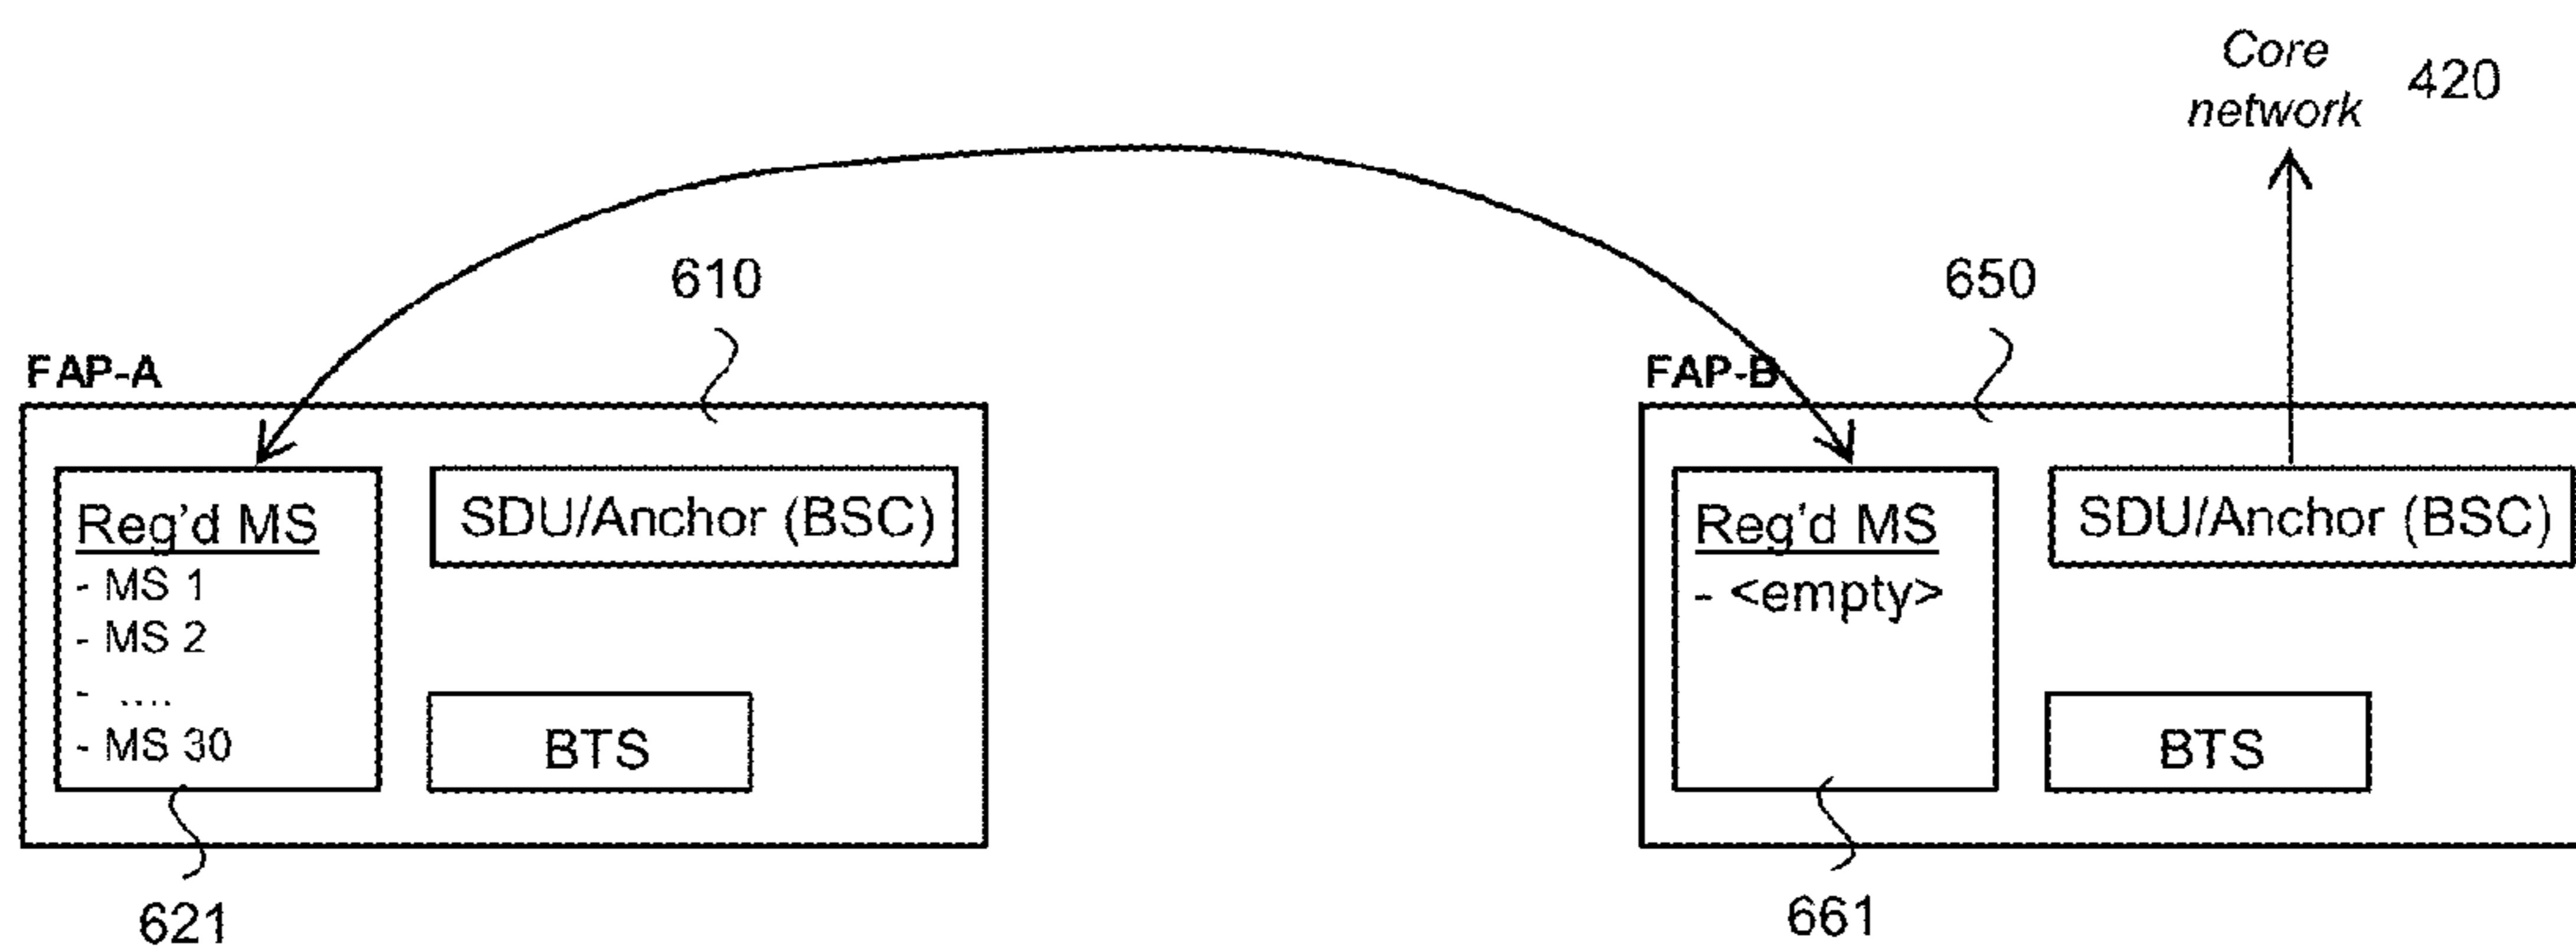 Core
network
420
610
650
FAP-A
FAP-B
Reg'd MS
- MS 1
- MS 2
- ....
- MS 30
SDU/Anchor (BSC)
BTS
Reg'd MS
- <empty>
SDU/Anchor (BSC)
BTS
621
661